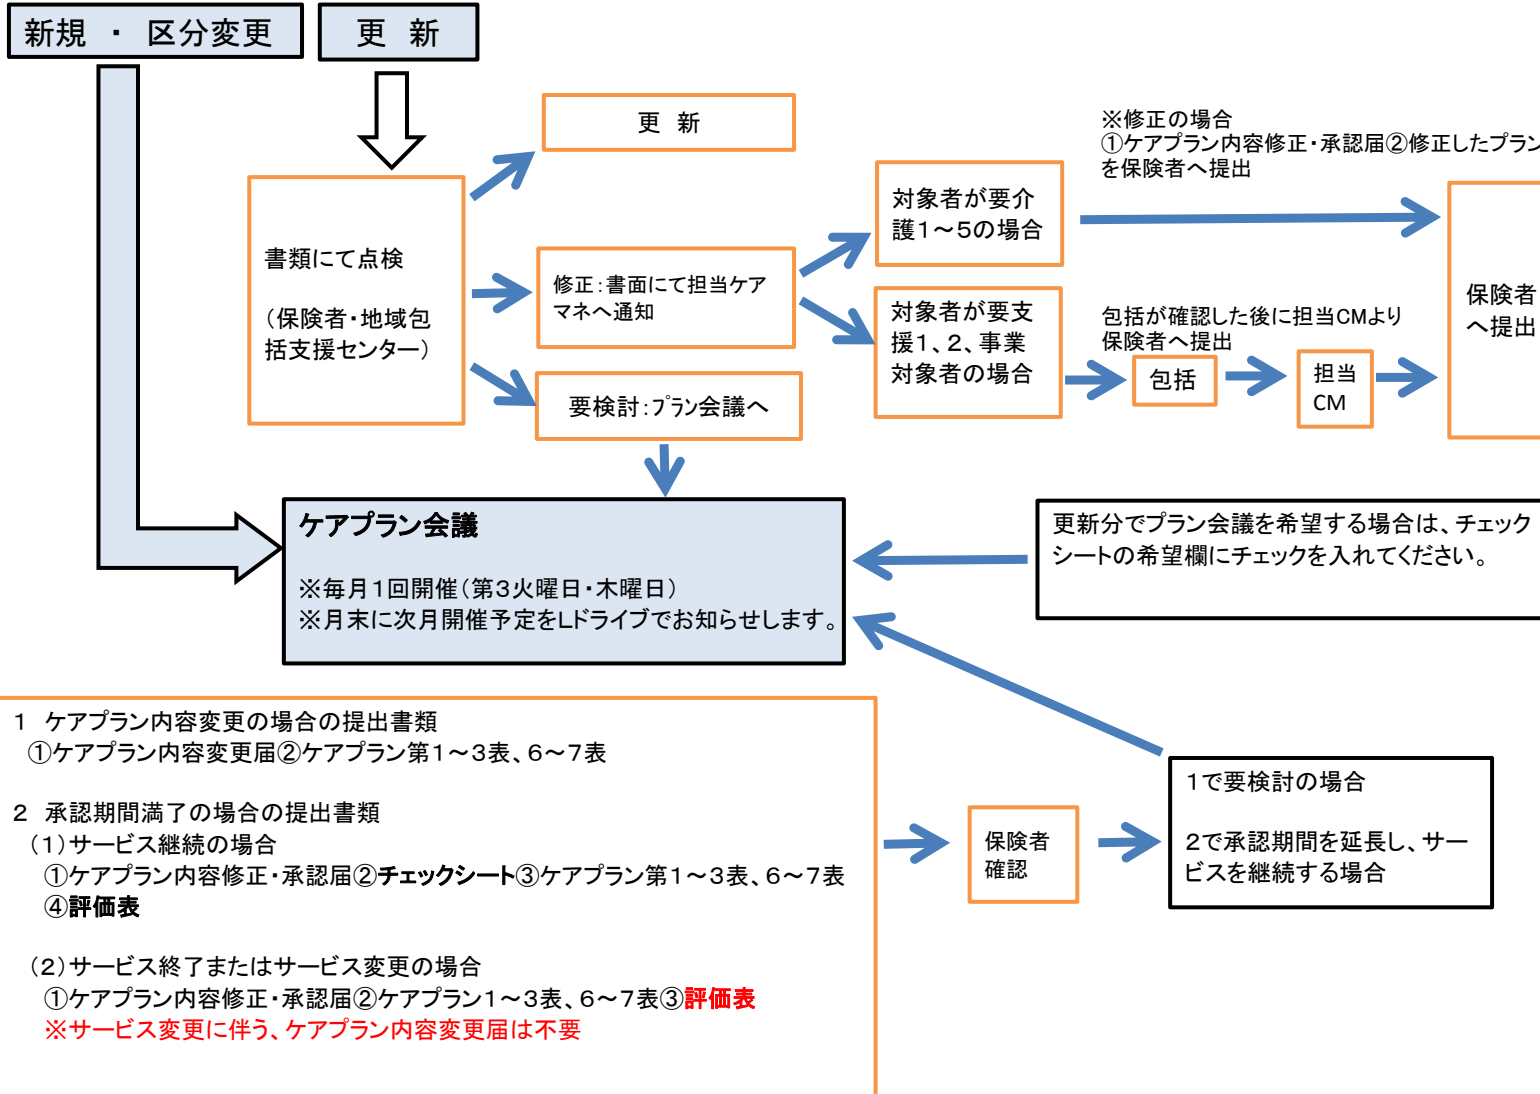 新規 ・ 区分変更
更 新
更 新
※修正の場合
①ケアプラン内容修正・承認届②修正したプラン
を保険者へ提出
対象者が要介
護1～5の場合
書類にて点検
(保険者・地域包
括支援センター)
修正:書面にて担当ケア
マネへ通知
対象者が要支
援1、2、事業
対象者の場合
包括が確認した後に担当CMより
保険者へ提出
包括
担当
CM
保険者
へ提出
要検討:プラン会議へ
ケアプラン会議
※毎月1回開催(第3火曜日・木曜日)
※月末に次月開催予定をLドライブでお知らせします。
更新分でプラン会議を希望する場合は、チェック
シートの希望欄にチェックを入れてください。
1 ケアプラン内容変更の場合の提出書類
①ケアプラン内容変更届②ケアプラン第1～3表、6～7表
2 承認期間満了の場合の提出書類
(1)サービス継続の場合
①ケアプラン内容修正・承認届②チェックシート③ケアプラン第1～3表、6～7表
④評価表
(2)サービス終了またはサービス変更の場合
①ケアプラン内容修正・承認届②ケアプラン1～3表、6～7表③評価表
※サービス変更に伴う、ケアプラン内容変更届は不要
保険者
確認
1で要検討の場合
2で承認期間を延長し、サー
ビスを継続する場合